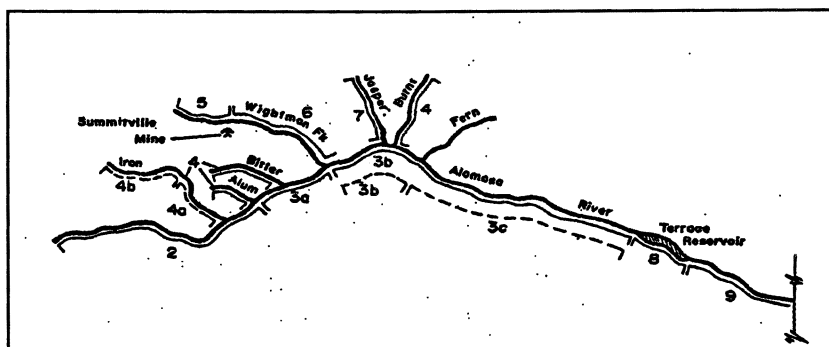 5
Wightman Fk
6
Summitville
Mine
Jasper
7
Burns
4
Fern
Iron
4b
4
Bitter
Alum
4a
3a
3b
3b
Alamosa
River
3c
2
Terrace
Reservoir
8
9